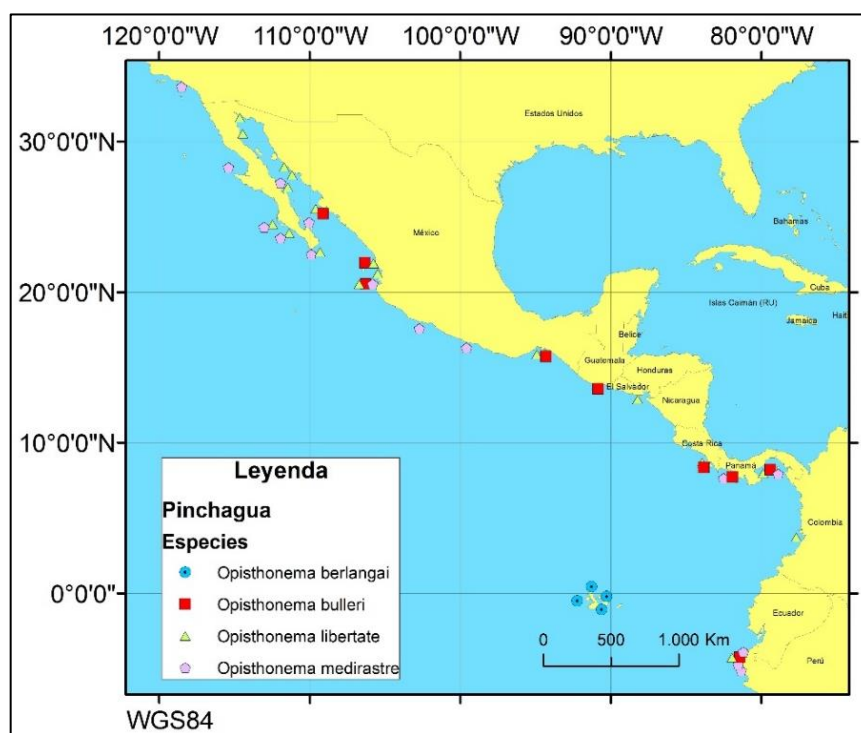 120°0'0"W 110°0'0"W 100°0'0"W 90°0'0"W 80°0'0"W
30°0'0"N
20°0'0"N
10°0'0"N
0°0'0"
Estados Unidos
México
Bahamas
Cuba
Islas Caimán (RU)
Jamaica
Haití
Belice
Guatemala
Honduras
El Salvador
Nicaragua
Costa Rica
Panamá
Colombia
Ecuador
Perú
Leyenda
Pinchagua
Especies
Opisthonema berlangai
Opisthonema bulleri
Opisthonema libertate
Opisthonema medirastre
0 500 1.000 Km
WGS84